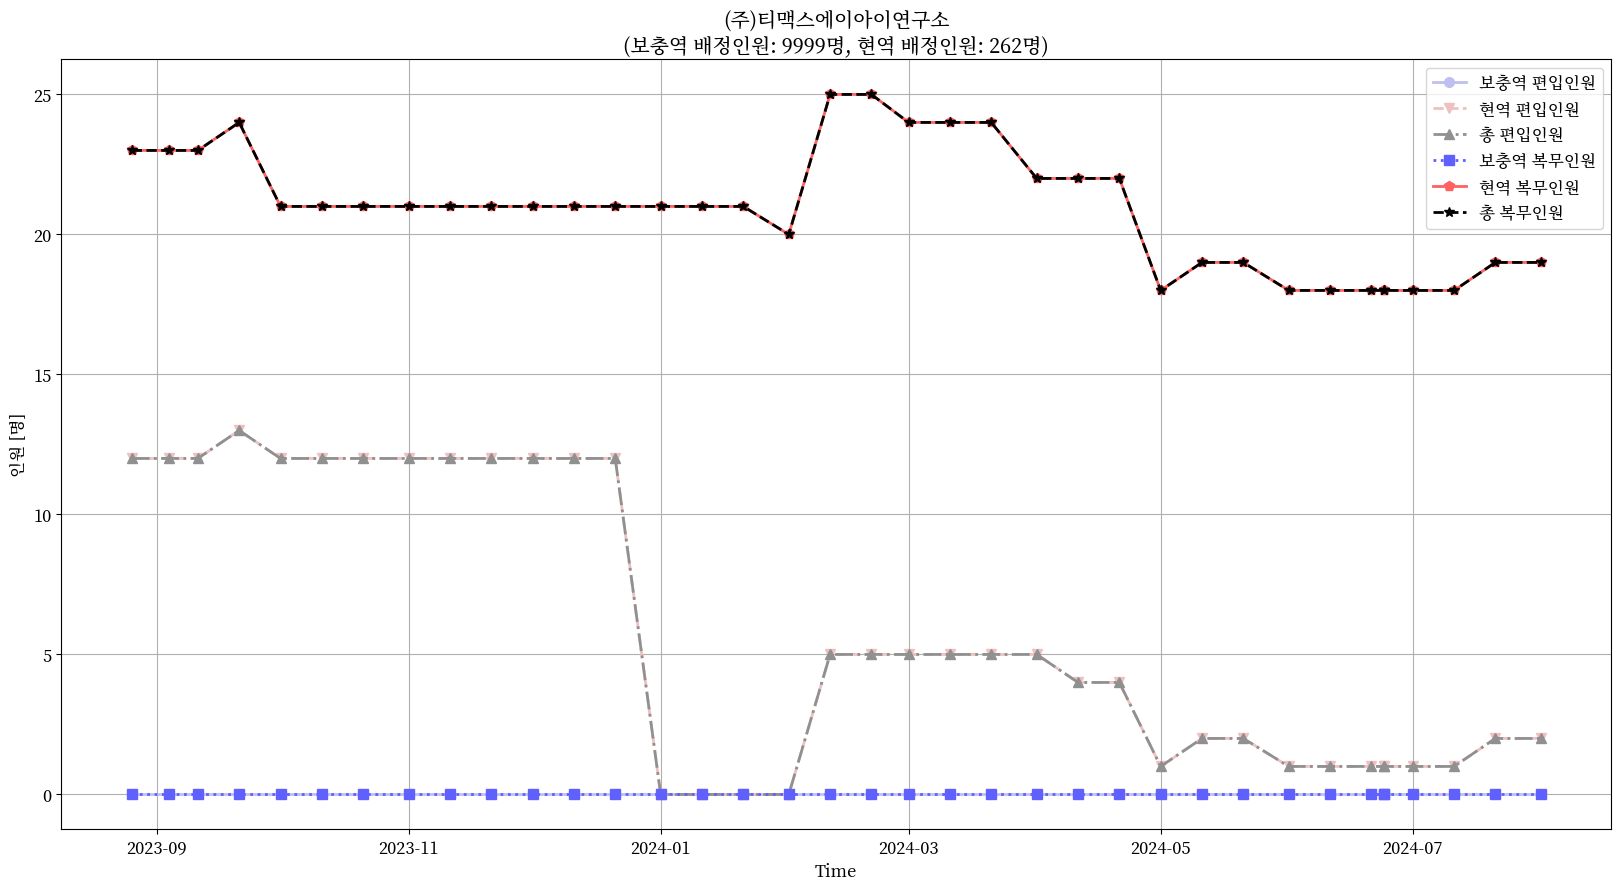 (주)티맥스에이아이연구소
(보충역 배정인원: 9999명, 현역 배정인원: 262명)
보충역 편입인원
현역 편입인원
총 편입인원
보충역 복무인원
현역 복무인원
총 복무인원
인원 [명]
25
20
15
10
5
0
2023-09
2023-11
2024-01
2024-03
2024-05
2024-07
Time